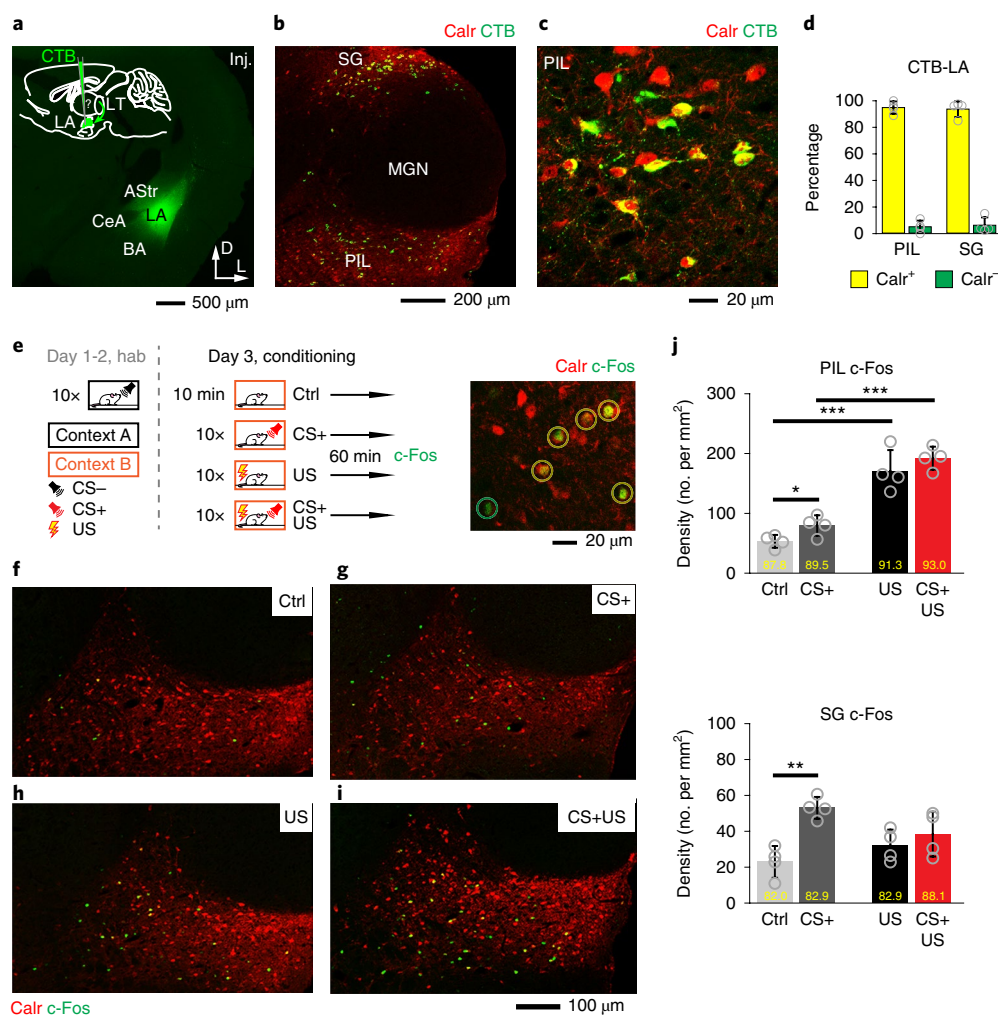 a
CTB
Inj.
?
LT
LA
AStr
LA
CeA
BA
D
L
500 μm
b
Calr CTB
SG
MGN
PIL
200 μm
c
Calr CTB
PIL
20 μm
d
CTB-LA
Percentage
100
80
60
40
20
0
PIL SG
Calr⁺ Calr⁻
e
Day 1-2, hab
10×
Context A
Context B
CS−
CS+
US
Day 3, conditioning
10 min Ctrl
10× CS+
60 min c-Fos
10× US
10× CS+
US
Calr c-Fos
20 μm
f
Ctrl
g
CS+
h
US
i
CS+US
Calr c-Fos
100 μm
j
PIL c-Fos
Density (no. per mm²)
300
200
100
0
***
***
*
87.8 89.5 91.3 93.0
Ctrl CS+ US CS+
US
SG c-Fos
Density (no. per mm²)
100
80
60
40
20
0
**
82.9 82.9 88.1
Ctrl CS+ US CS+
US